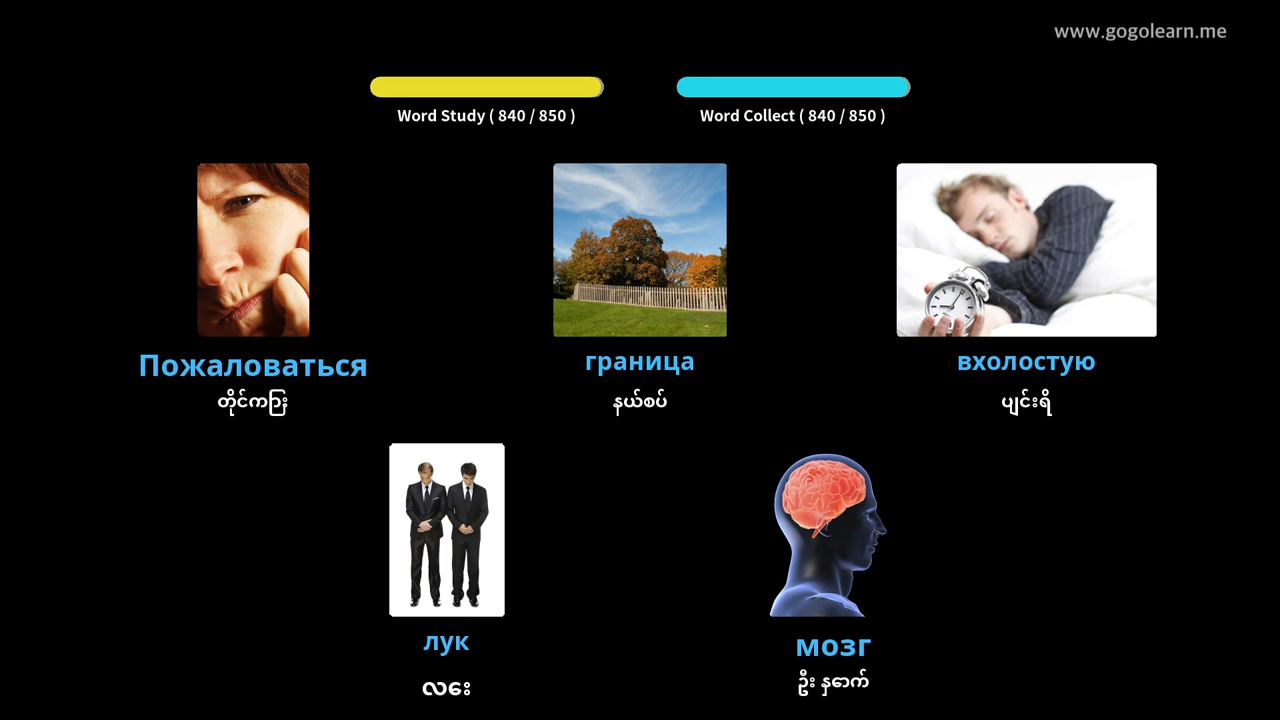 www.gogolearn.me
Word Study ( 840 / 850 )
Word Collect ( 840 / 850 )
Пожаловаться
တိုင်ကြား
граница
နယ်စပ်
вхолостую
ပျင်းရိ
лук
လေး
мозг
ဦး နှောက်